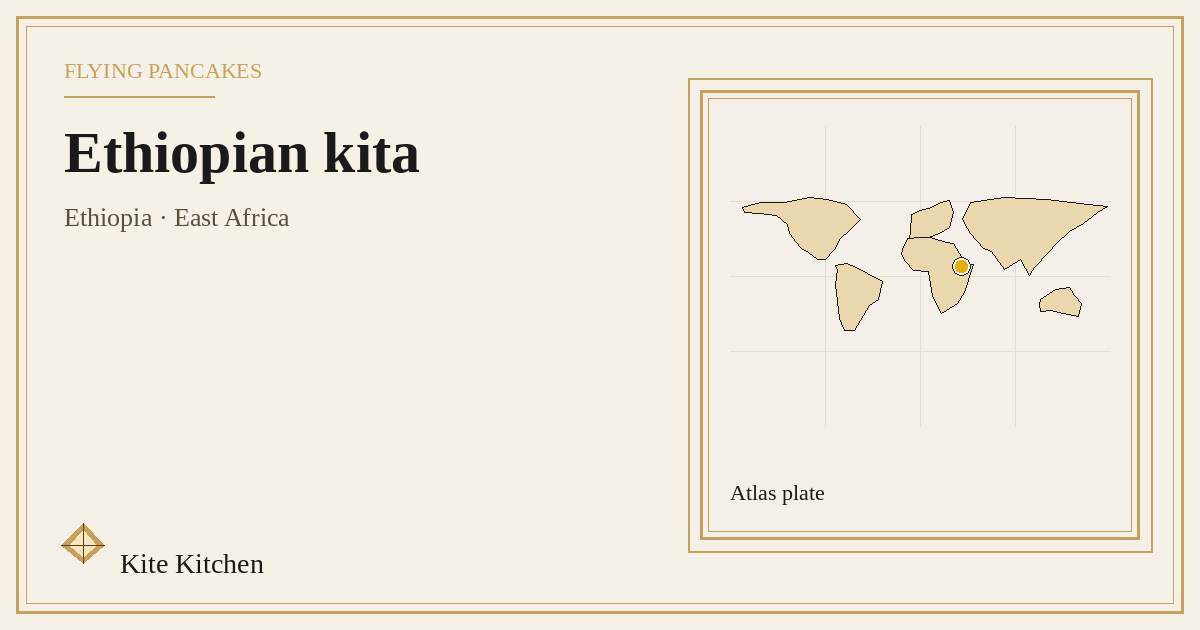 FLYING PANCAKES
Ethiopian kita
Ethiopia · East Africa
Atlas plate
Kite Kitchen